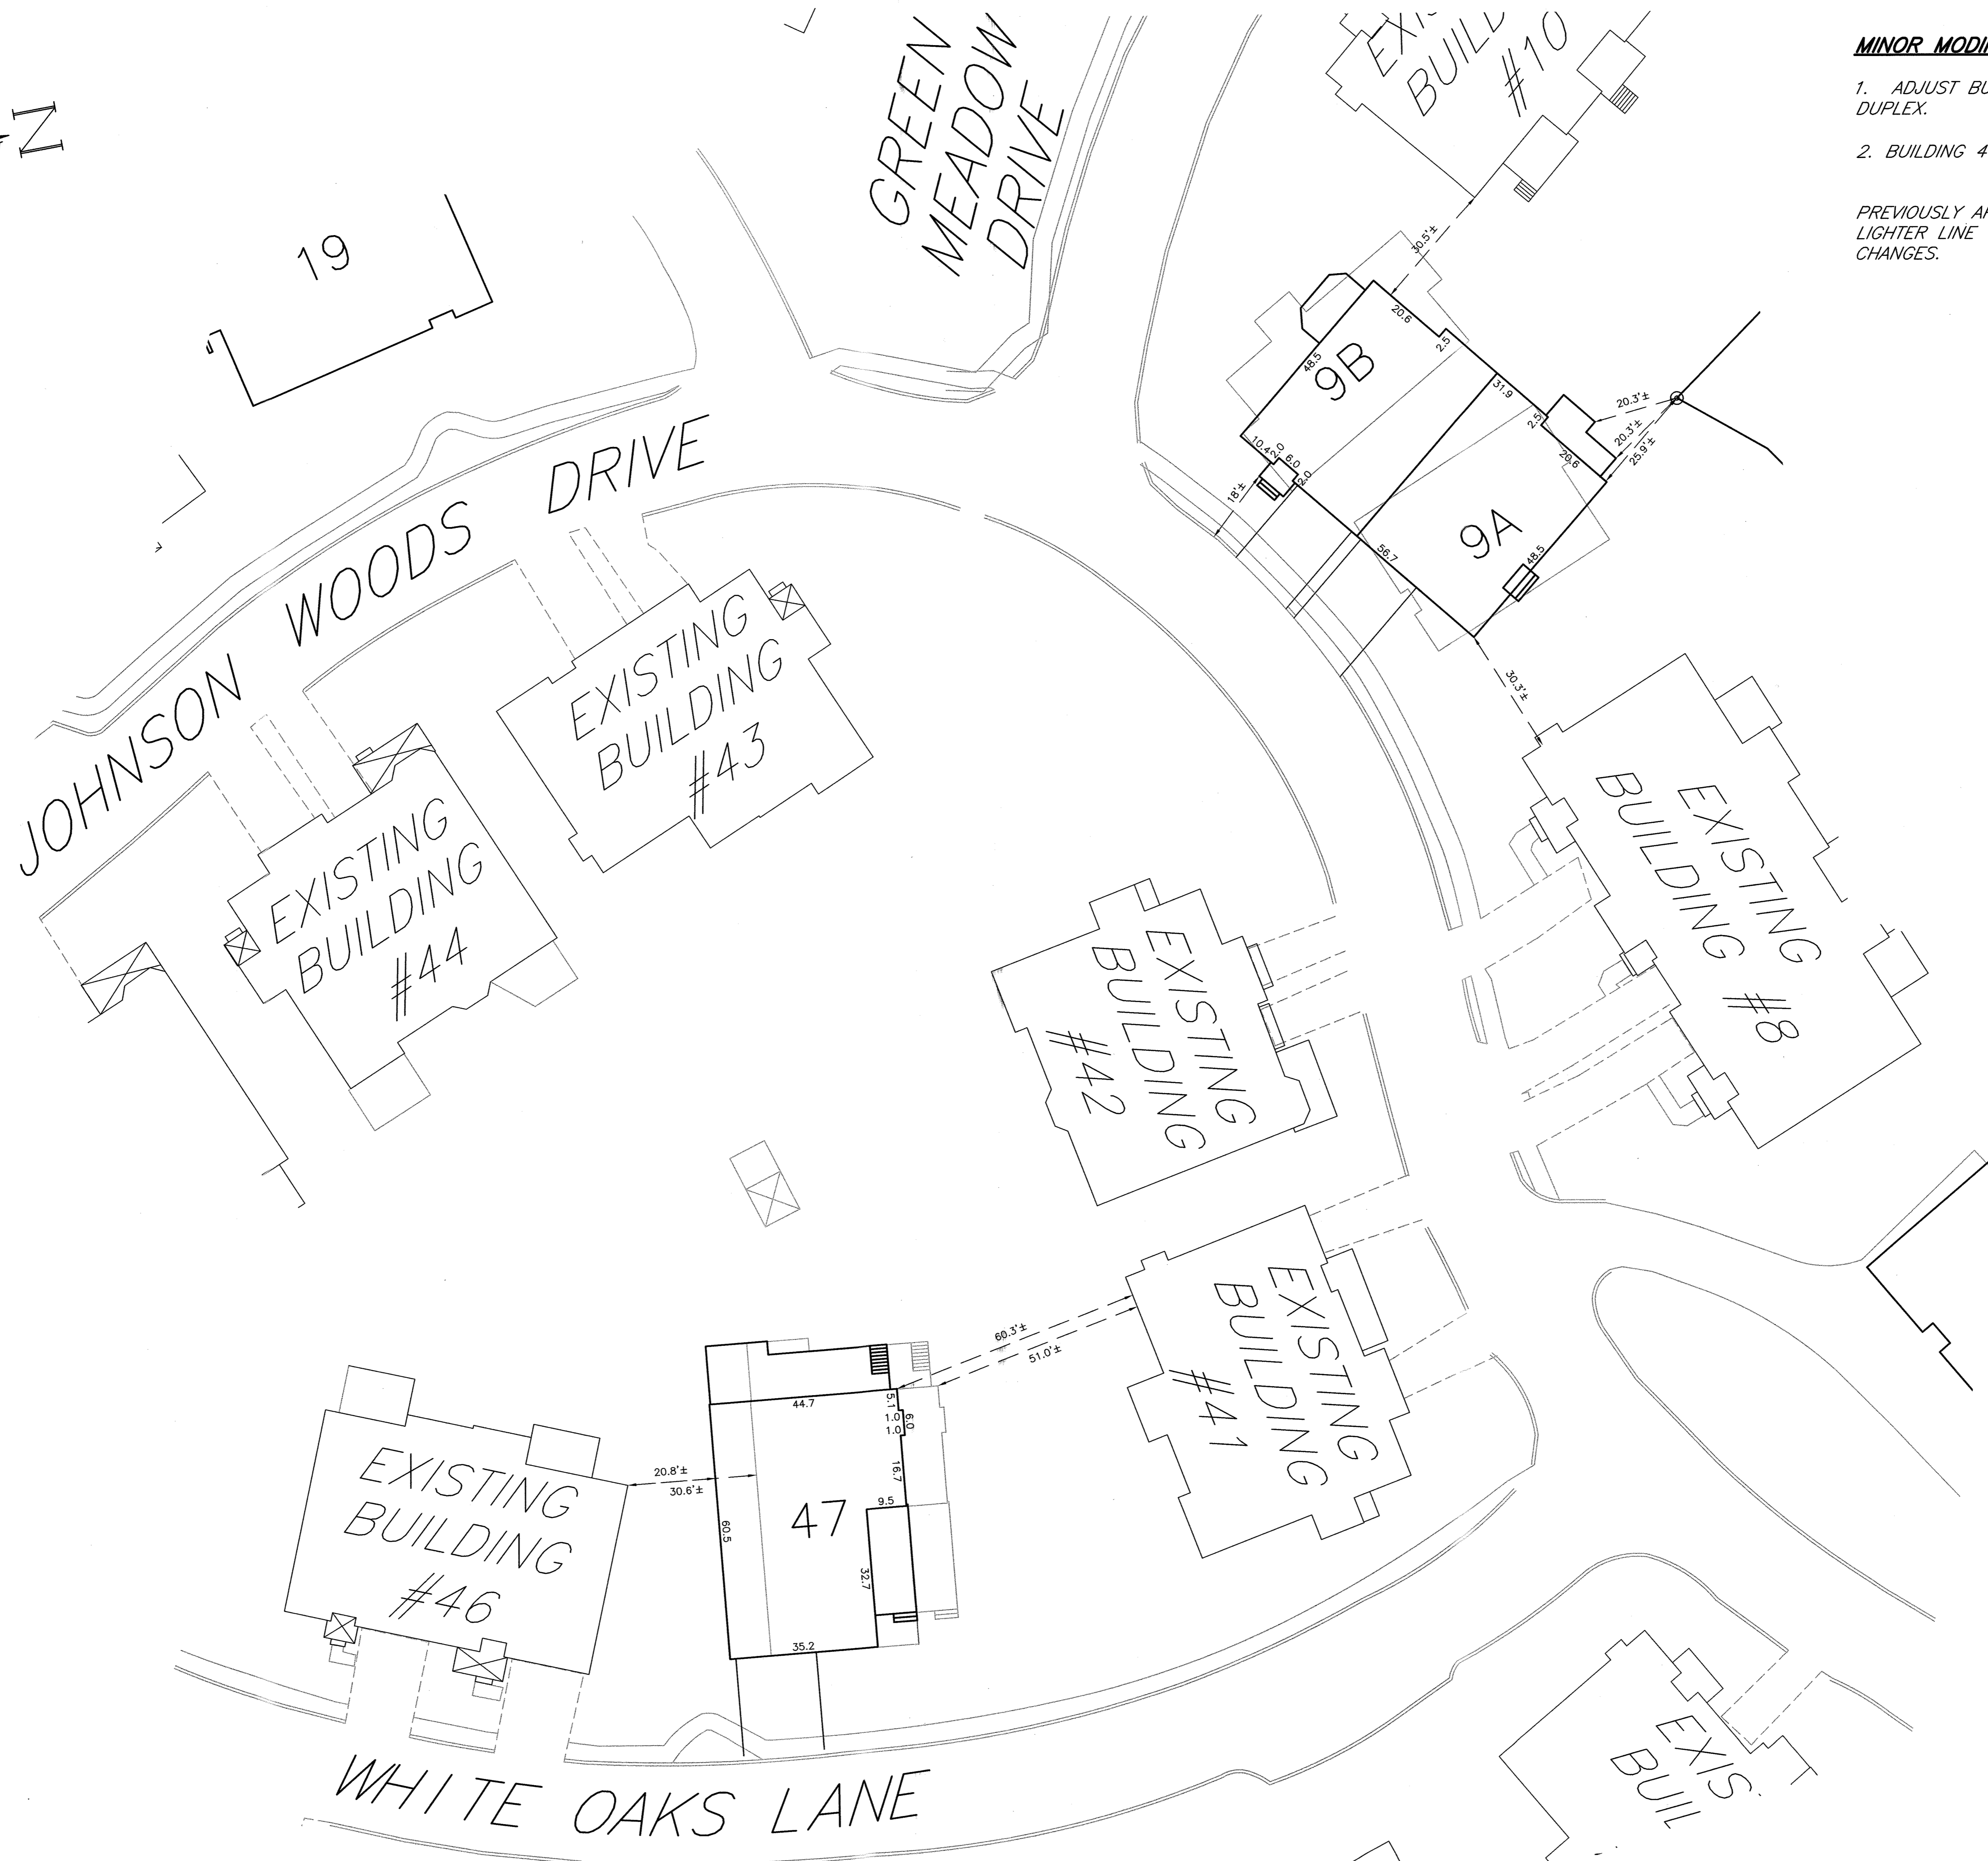 MINOR
1. ADJUST
DUPLEX.
2. BUILDING
PREVIOUSLY
LIGHTER LINE
CHANGES.
N
19
GREEN
MEADOW
DRIVE
#10
30.5'±
20.6
2.5
48.5
9B
31.9
2.5
20.3'±
20.3'±
25.9'±
20.6
10.4
2.0
6.0
2.0
18'±
56.7
9A
48.5
30.3'±
JOHNSON WOODS DRIVE
EXISTING
BUILDING
#43
EXISTING
BUILDING
#44
EXISTING
BUILDING
#8
EXISTING
BUILDING
#42
EXISTING
BUILDING
#41
60.3'±
51.0'±
44.7
5.1
1.0
6.0
1.0
16.7
9.5
47
60.5
32.7
35.2
20.8'±
30.6'±
EXISTING
BUILDING
#46
WHITE OAKS LANE